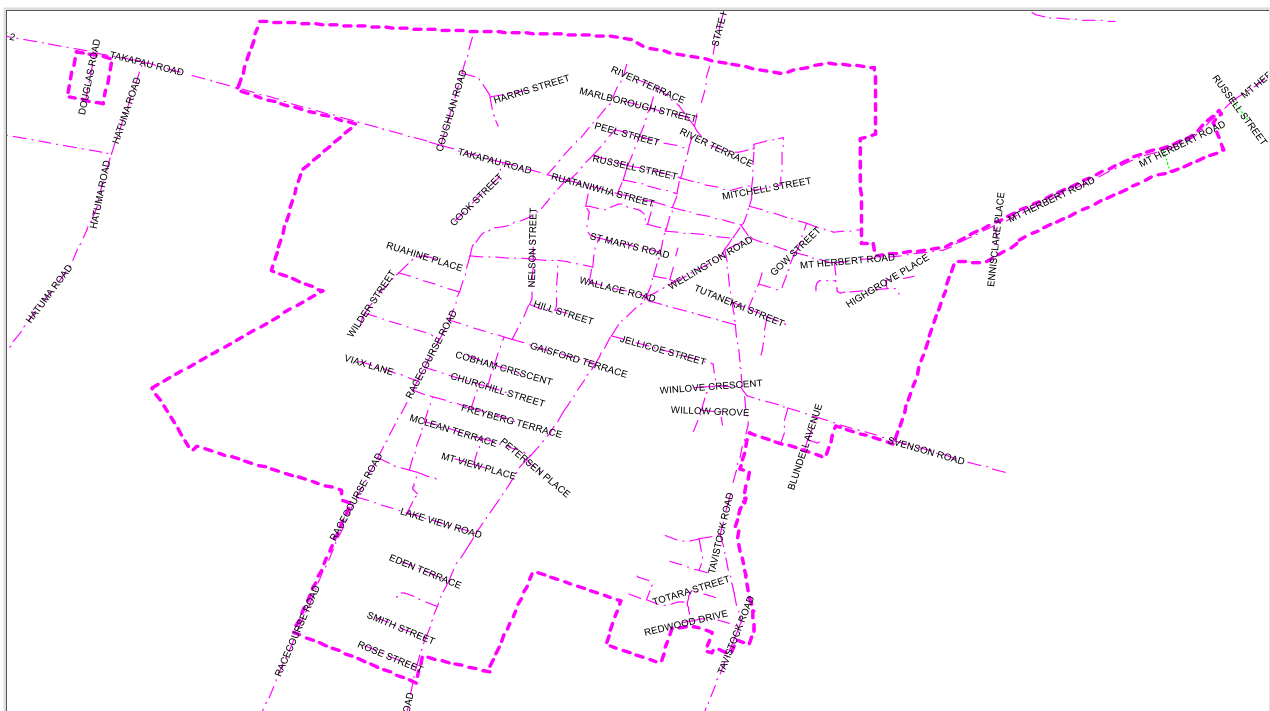 2
STATE
TAKAPAU ROAD
DOUGLAS ROAD
HATUMA ROAD
COUGHLAN ROAD
HARRIS STREET
RIVER TERRACE
MARLBOROUGH STREET
MT HER
RUSSELL STREET
PEEL STREET
RIVER TERRACE
MT HERBERT ROAD
TAKAPAU ROAD
RUSSELL STREET
RUATANIWHA STREET
MITCHELL STREET
HATUMA ROAD
COOK STREET
MT HERBERT ROAD
NELSON STREET
ST MARYS ROAD
WELLINGTON ROAD
GOW STREET
ENNISCLARE PLACE
RUAHINE PLACE
MT HERBERT ROAD
HIGHGROVE PLACE
HATUMA ROAD
WILDER STREET
WALLACE ROAD
TUTANEKAI STREET
HILL STREET
RACECOURSE ROAD
GAISFORD TERRACE
JELLICOE STREET
VIAX LANE
COBHAM CRESCENT
CHURCHILL STREET
WINLOVE CRESCENT
WILLOW GROVE
FREYBERG TERRACE
MCLEAN TERRACE
PETERSEN PLACE
MT VIEW PLACE
BLUNDELL AVENUE
SVENSON ROAD
RACECOURSE ROAD
LAKE VIEW ROAD
TAVISTOCK ROAD
EDEN TERRACE
TOTARA STREET
REDWOOD DRIVE
RACECOURSE ROAD
SMITH STREET
ROSE STREET
TAVISTOCK ROAD
OAD